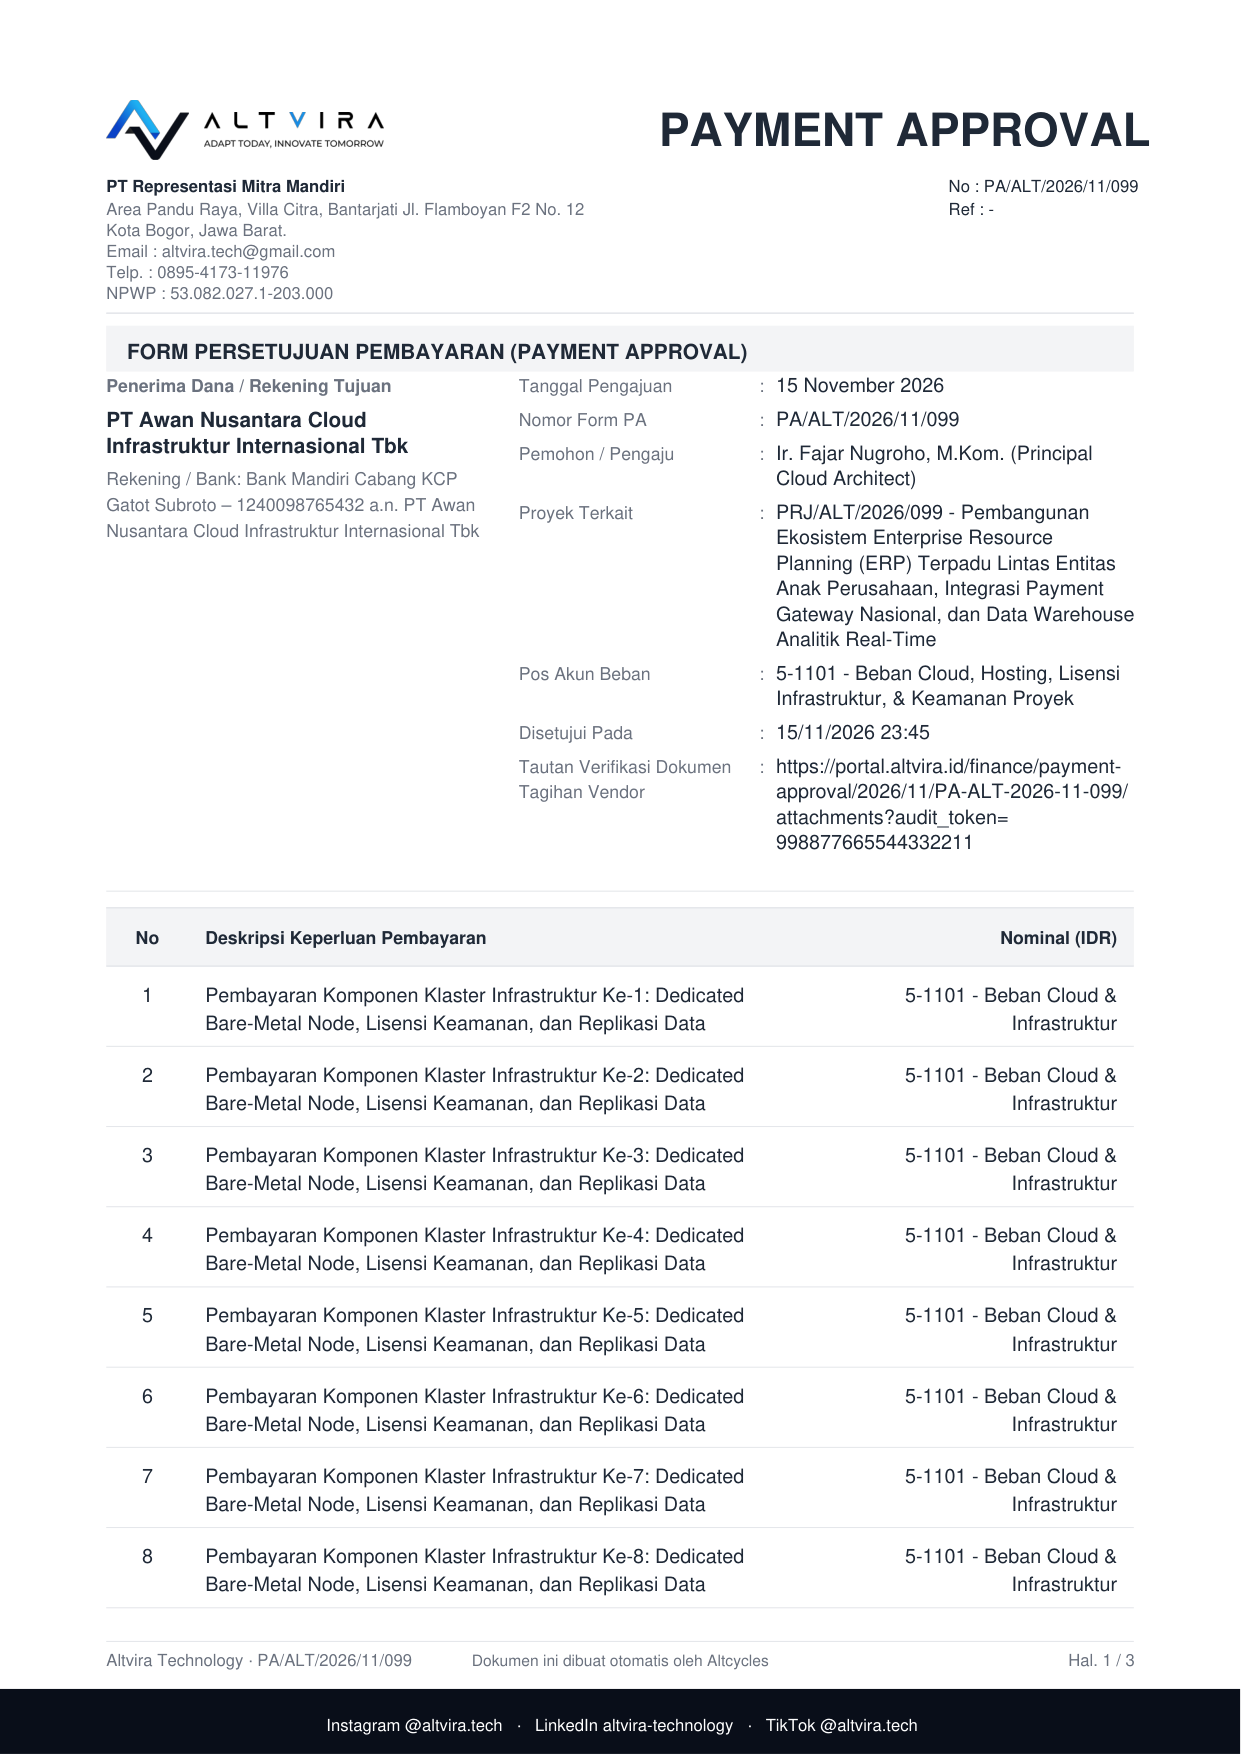 ALTVIRA
ADAPT TODAY, INNOVATE TOMORROW
PAYMENT APPROVAL
PT Representasi Mitra Mandiri
Area Pandu Raya, Villa Citra, Bantarjati Jl. Flamboyan F2 No. 12
Kota Bogor, Jawa Barat.
Email : altvira.tech@gmail.com
Telp. : 0895-4173-11976
NPWP : 53.082.027.1-203.000
No : PA/ALT/2026/11/099
Ref : -
FORM PERSETUJUAN PEMBAYARAN (PAYMENT APPROVAL)
Penerima Dana / Rekening Tujuan
PT Awan Nusantara Cloud
Infrastruktur Internasional Tbk
Rekening / Bank: Bank Mandiri Cabang KCP
Gatot Subroto – 1240098765432 a.n. PT Awan
Nusantara Cloud Infrastruktur Internasional Tbk
Tanggal Pengajuan : 15 November 2026
Nomor Form PA : PA/ALT/2026/11/099
Pemohon / Pengaju : Ir. Fajar Nugroho, M.Kom. (Principal
Cloud Architect)
Proyek Terkait : PRJ/ALT/2026/099 - Pembangunan
Ekosistem Enterprise Resource
Planning (ERP) Terpadu Lintas Entitas
Anak Perusahaan, Integrasi Payment
Gateway Nasional, dan Data Warehouse
Analitik Real-Time
Pos Akun Beban : 5-1101 - Beban Cloud, Hosting, Lisensi
Infrastruktur, & Keamanan Proyek
Disetujui Pada : 15/11/2026 23:45
Tautan Verifikasi Dokumen : https://portal.altvira.id/finance/payment-
Tagihan Vendor approval/2026/11/PA-ALT-2026-11-099/
attachments?audit_token=
998877665544332211
No Deskripsi Keperluan Pembayaran Nominal (IDR)
1 Pembayaran Komponen Klaster Infrastruktur Ke-1: Dedicated 5-1101 - Beban Cloud &
Bare-Metal Node, Lisensi Keamanan, dan Replikasi Data Infrastruktur
2 Pembayaran Komponen Klaster Infrastruktur Ke-2: Dedicated 5-1101 - Beban Cloud &
Bare-Metal Node, Lisensi Keamanan, dan Replikasi Data Infrastruktur
3 Pembayaran Komponen Klaster Infrastruktur Ke-3: Dedicated 5-1101 - Beban Cloud &
Bare-Metal Node, Lisensi Keamanan, dan Replikasi Data Infrastruktur
4 Pembayaran Komponen Klaster Infrastruktur Ke-4: Dedicated 5-1101 - Beban Cloud &
Bare-Metal Node, Lisensi Keamanan, dan Replikasi Data Infrastruktur
5 Pembayaran Komponen Klaster Infrastruktur Ke-5: Dedicated 5-1101 - Beban Cloud &
Bare-Metal Node, Lisensi Keamanan, dan Replikasi Data Infrastruktur
6 Pembayaran Komponen Klaster Infrastruktur Ke-6: Dedicated 5-1101 - Beban Cloud &
Bare-Metal Node, Lisensi Keamanan, dan Replikasi Data Infrastruktur
7 Pembayaran Komponen Klaster Infrastruktur Ke-7: Dedicated 5-1101 - Beban Cloud &
Bare-Metal Node, Lisensi Keamanan, dan Replikasi Data Infrastruktur
8 Pembayaran Komponen Klaster Infrastruktur Ke-8: Dedicated 5-1101 - Beban Cloud &
Bare-Metal Node, Lisensi Keamanan, dan Replikasi Data Infrastruktur
Altvira Technology · PA/ALT/2026/11/099 Dokumen ini dibuat otomatis oleh Altcycles Hal. 1 / 3
Instagram @altvira.tech · LinkedIn altvira-technology · TikTok @altvira.tech